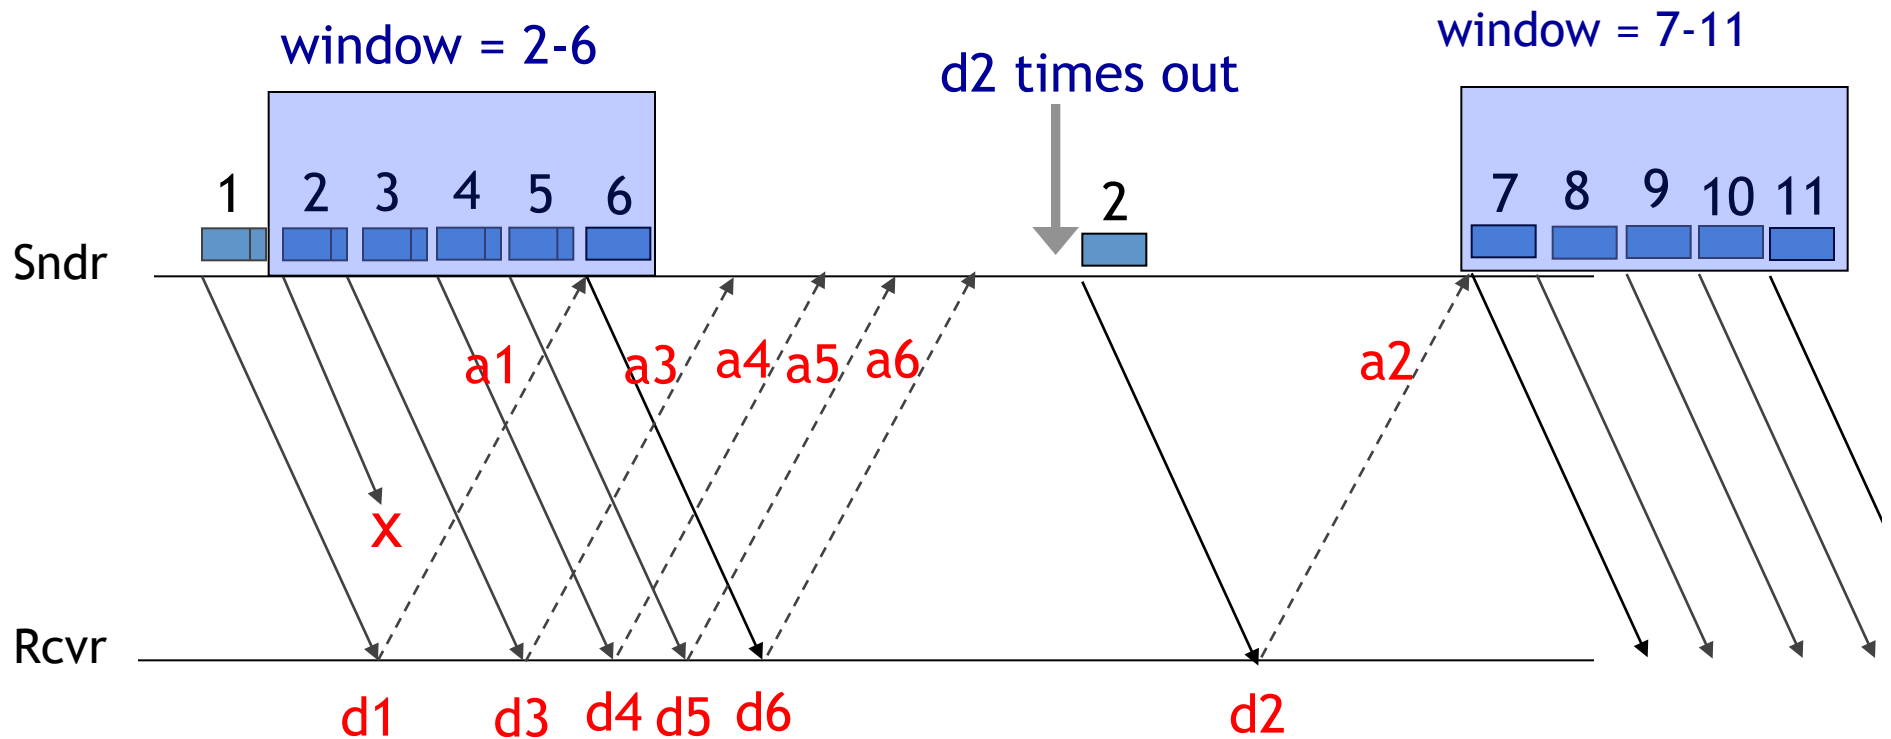 window = 2-6
window = 7-11
d2 times out
1 2 3 4 5 6 2 7 8 9 10 11
Sndr
a1 a3 a4 a5 a6 a2
x
Rcvr
d1 d3 d4 d5 d6 d2